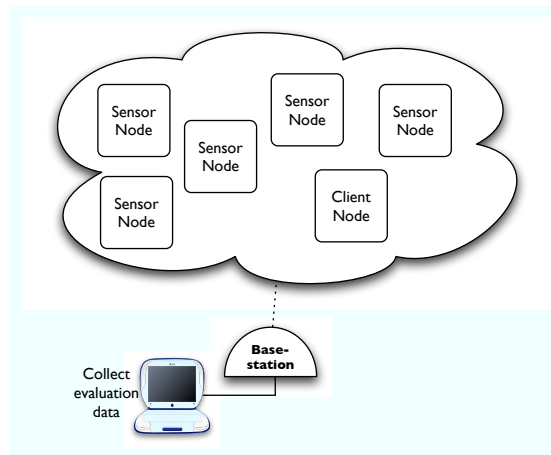 Sensor
Node
Sensor
Node
Sensor
Node
Sensor
Node
Sensor
Node
Client
Node
Base-
station
Collect
evaluation
data